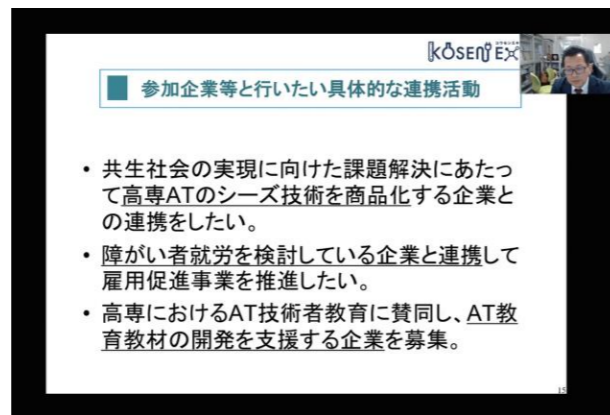 KOSEN EX
参加企業等と行いたい具体的な連携活動
• 共生社会の実現に向けた課題解決にあたっ
て高専ATのシーズ技術を商品化する企業と
の連携をしたい。
• 障がい者就労を検討している企業と連携して
雇用促進事業を推進したい。
• 高専におけるAT技術者教育に賛同し、AT教
育教材の開発を支援する企業を募集。
15